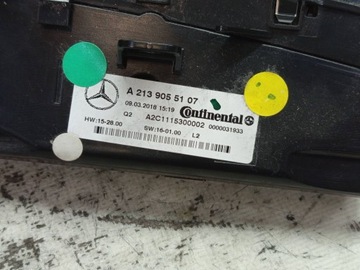 A 213 905 51 07
09.03.2016 15:19 Continental
Q2 A2C1115300002 0000031933
HW:15-28.00 SW:16-01.00 L2